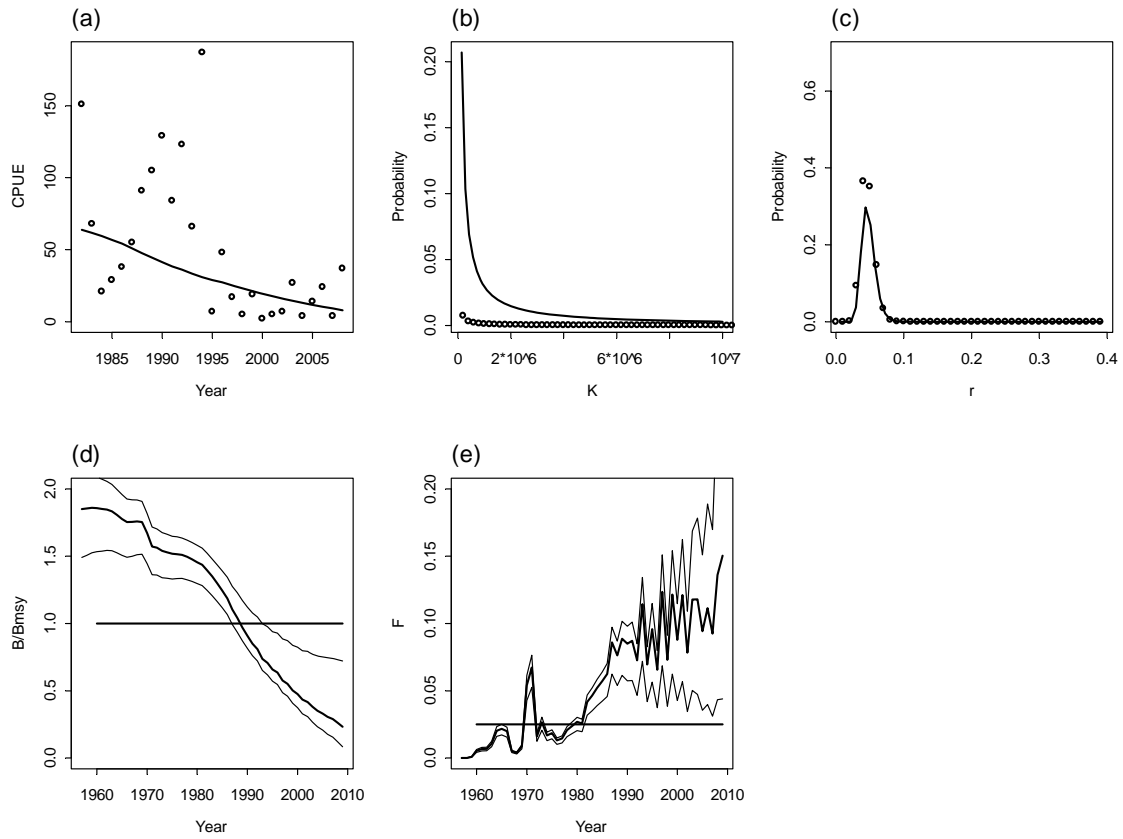 (a)
(b)
(c)
CPUE
0 50 100 150
1985 1990 1995 2000 2005
Year
Probability
0.00 0.05 0.10 0.15 0.20
0 2*10^6 6*10^6 10^7
K
Probability
0.0 0.2 0.4 0.6
0.0 0.1 0.2 0.3 0.4
r
(d)
(e)
B/Bmsy
0.0 0.5 1.0 1.5 2.0
1960 1970 1980 1990 2000 2010
Year
F
0.0 0.05 0.10 0.15 0.20
1960 1970 1980 1990 2000 2010
Year